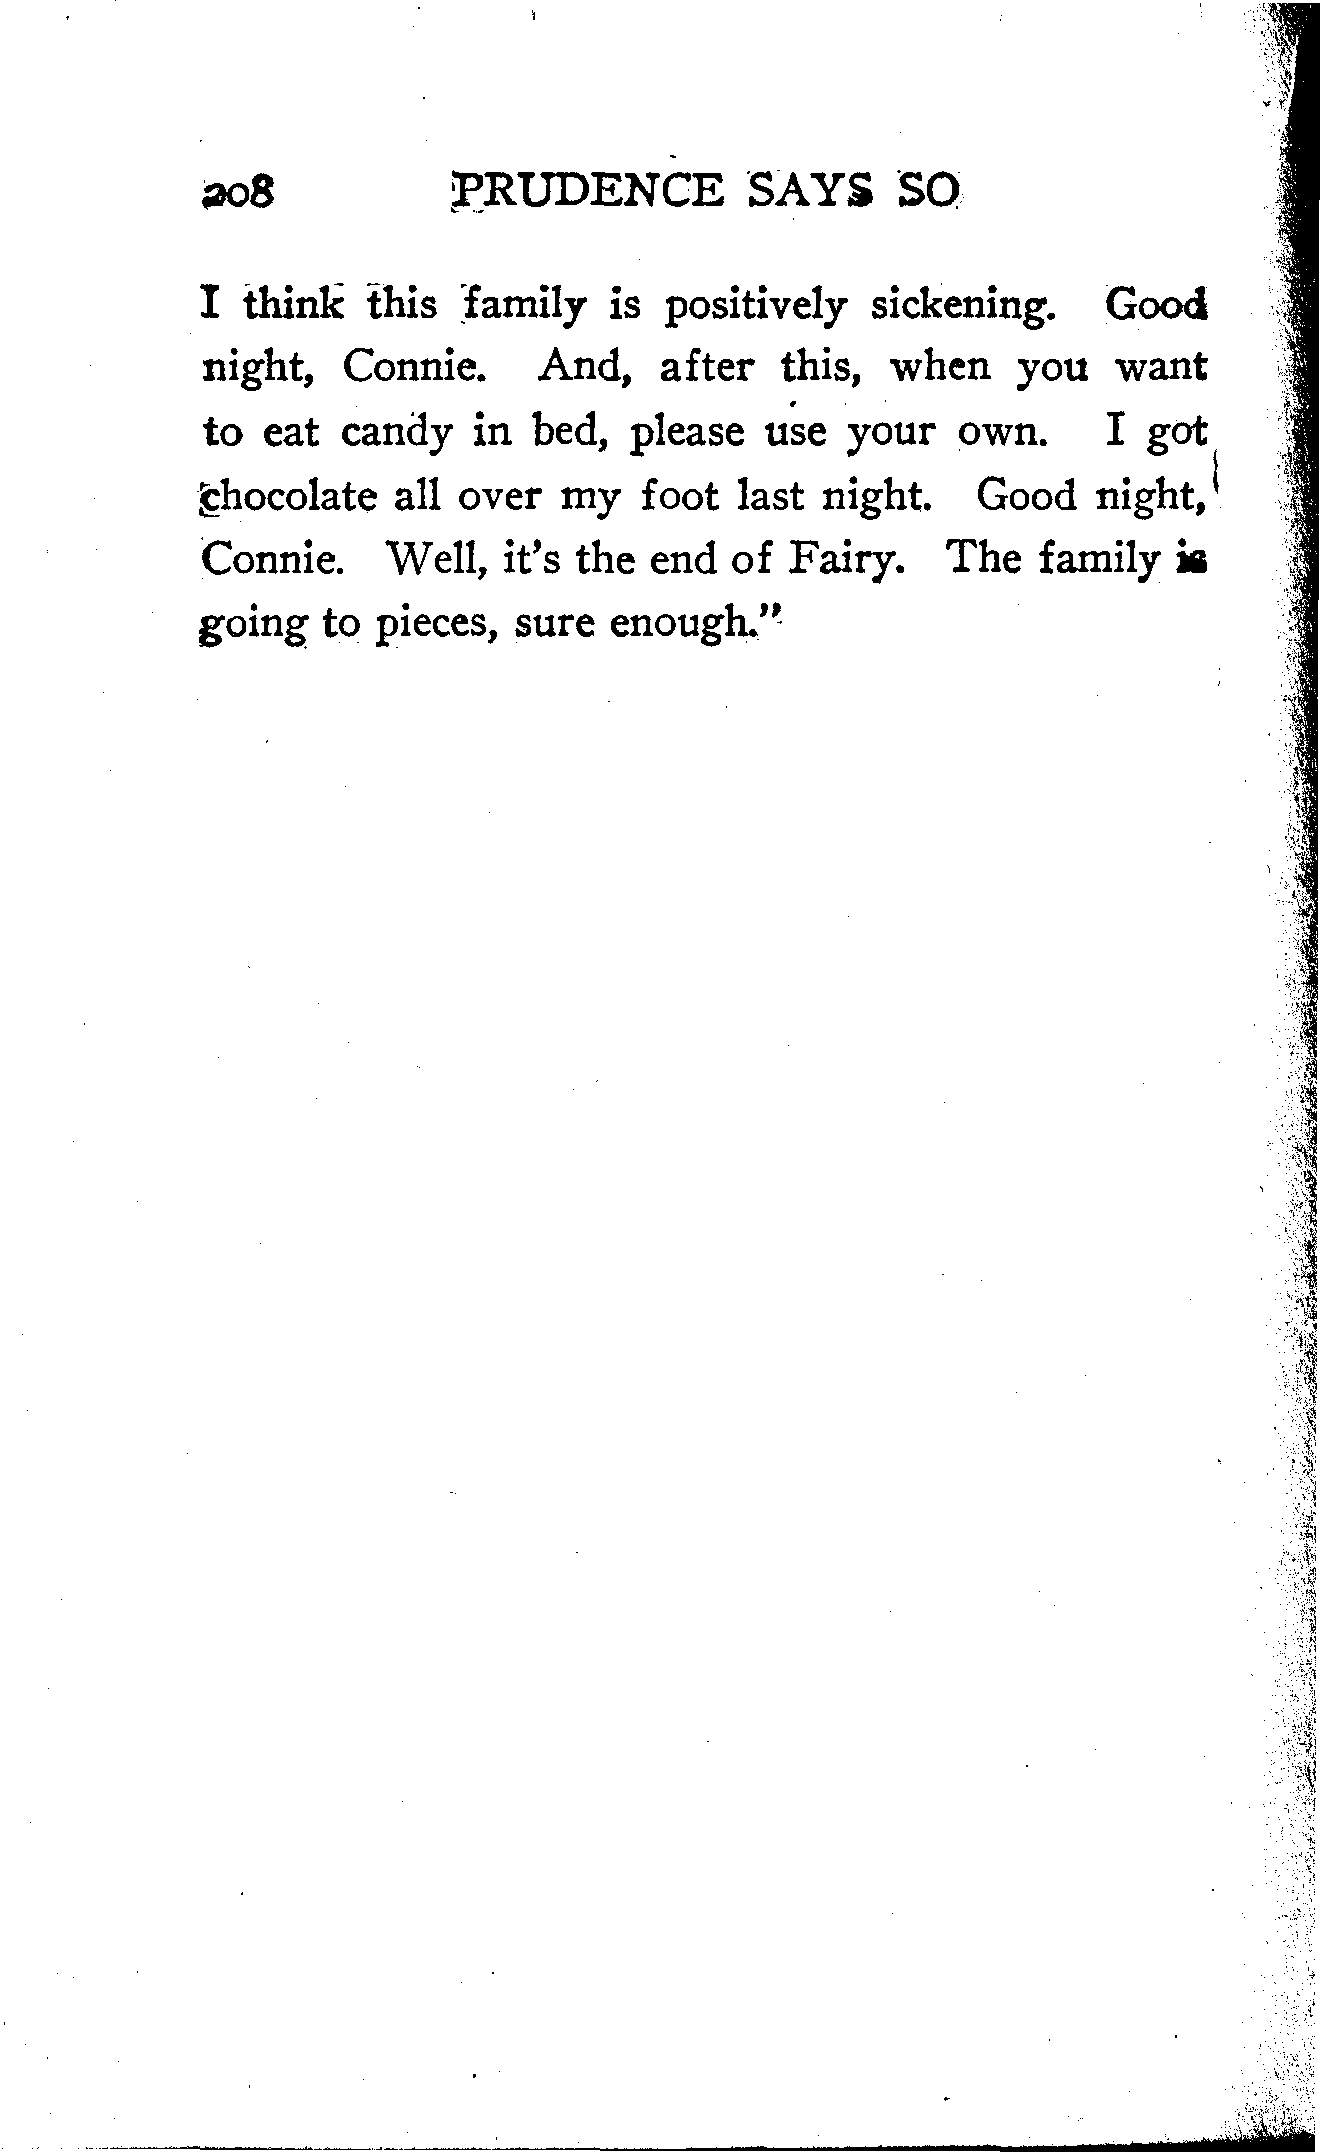 208 PRUDENCE SAYS SO
I think this family is positively sickening. Good
night, Connie. And, after this, when you want
to eat candy in bed, please use your own. I got
chocolate all over my foot last night. Good night,
Connie. Well, it's the end of Fairy. The family is
going to pieces, sure enough."